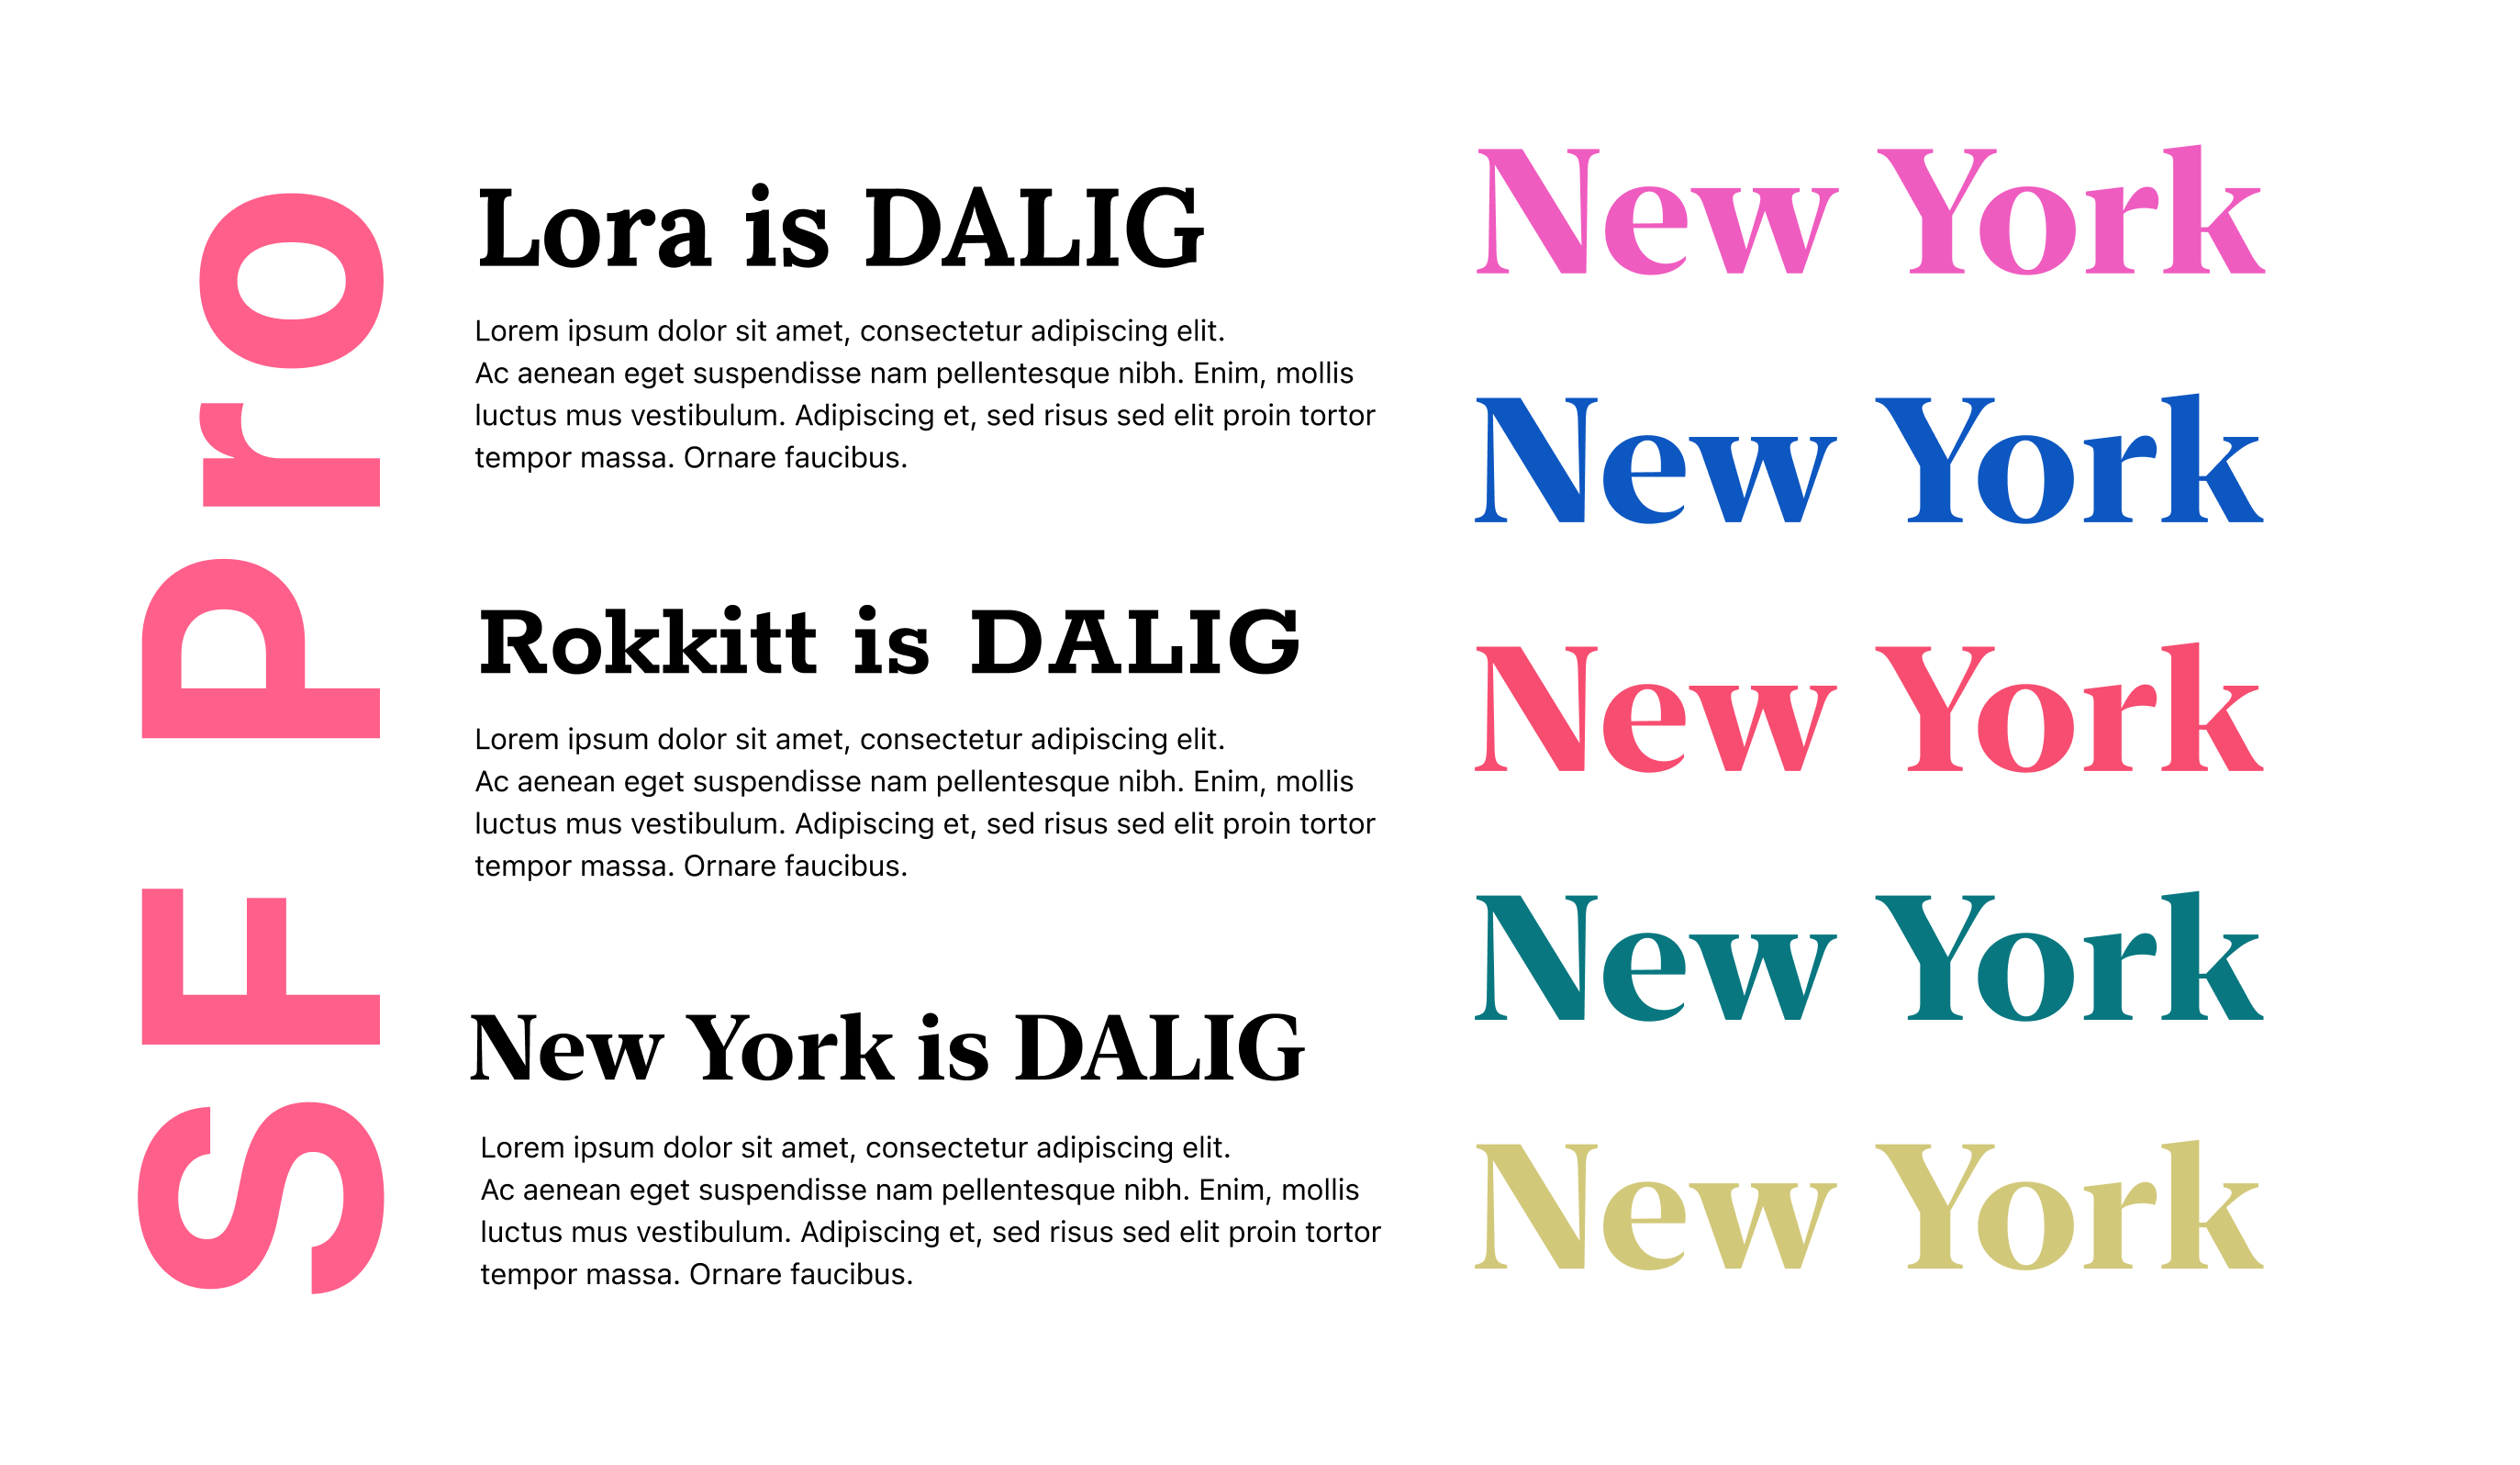 SF Pro
Lora is DALIG
Lorem ipsum dolor sit amet, consectetur adipiscing elit.
Ac aenean eget suspendisse nam pellentesque nibh. Enim, mollis
luctus mus vestibulum. Adipiscing et, sed risus sed elit proin tortor
tempor massa. Ornare faucibus.
Rokkitt is DALIG
Lorem ipsum dolor sit amet, consectetur adipiscing elit.
Ac aenean eget suspendisse nam pellentesque nibh. Enim, mollis
luctus mus vestibulum. Adipiscing et, sed risus sed elit proin tortor
tempor massa. Ornare faucibus.
New York is DALIG
Lorem ipsum dolor sit amet, consectetur adipiscing elit.
Ac aenean eget suspendisse nam pellentesque nibh. Enim, mollis
luctus mus vestibulum. Adipiscing et, sed risus sed elit proin tortor
tempor massa. Ornare faucibus.
New York
New York
New York
New York
New York